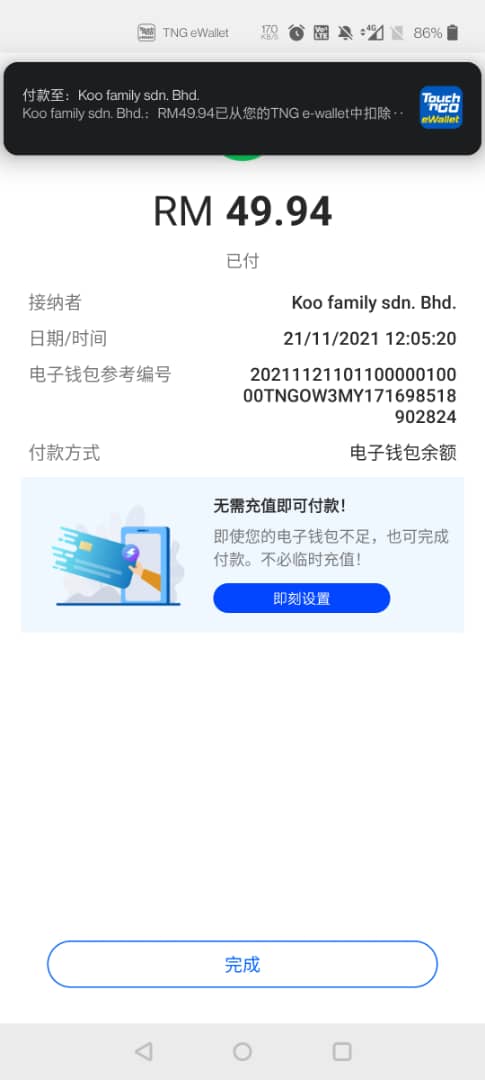 TNG eWallet
170
KB/S
VoI
LTE
4G
86%
付款至：Koo family sdn. Bhd.
Koo family sdn. Bhd.：RM49.94已从您的TNG e-wallet中扣除··
Touch
'nGO
eWallet
RM 49.94
已付
接纳者 Koo family sdn. Bhd.
日期/时间 21/11/2021 12:05:20
电子钱包参考编号 20211121101100000100
00TNGOW3MY171698518
902824
付款方式 电子钱包余额
无需充值即可付款！
即使您的电子钱包不足，也可完成
付款。不必临时充值！
即刻设置
完成